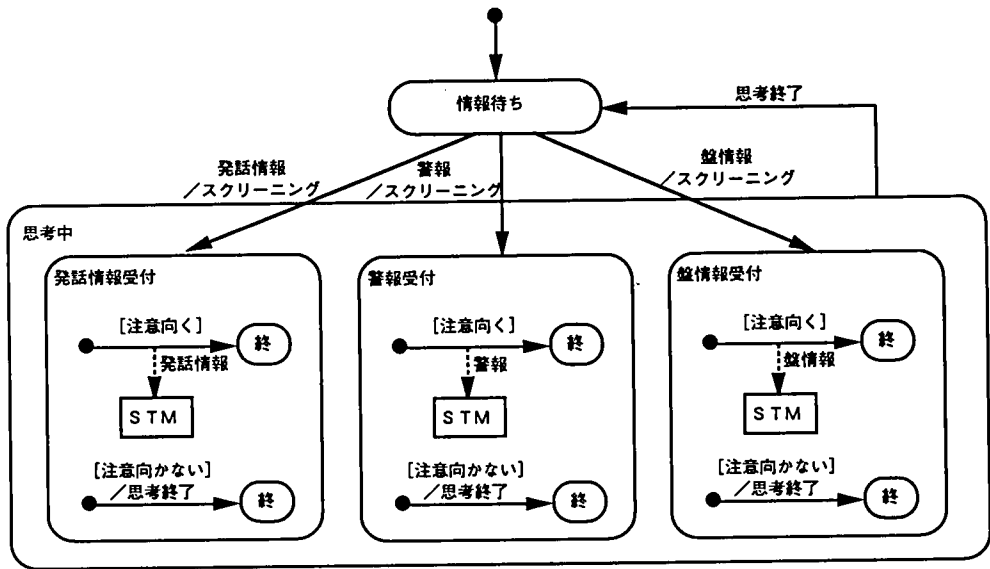 情報待ち
思考終了
発話情報
／スクリーニング
警報
／スクリーニング
盤情報
／スクリーニング
思考中
発話情報受付
[注意向く]
終
発話情報
STM
[注意向かない]
／思考終了
終
警報受付
[注意向く]
終
警報
STM
[注意向かない]
／思考終了
終
盤情報受付
[注意向く]
終
盤情報
STM
[注意向かない]
／思考終了
終